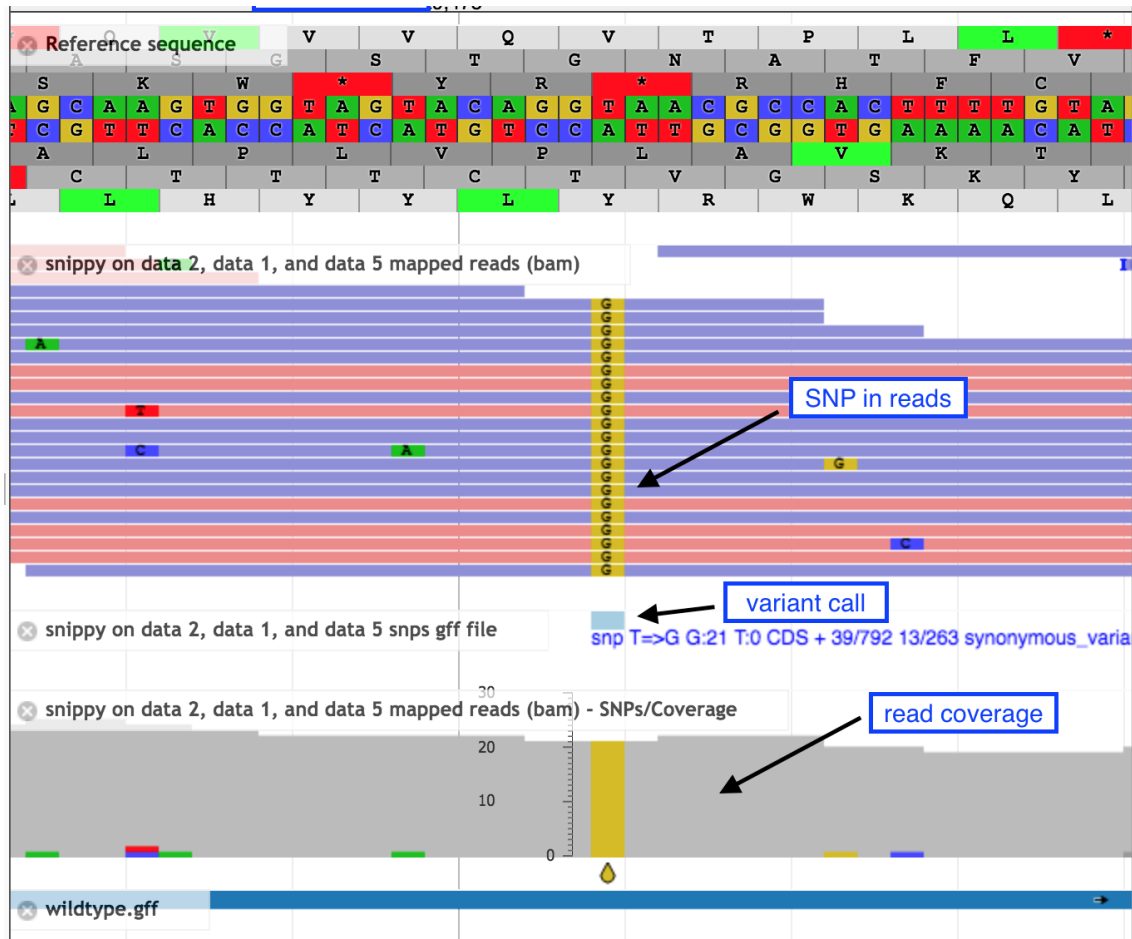 Q V V V Q V T P L L *
Reference sequence
A S G S T G N A T F V
S K W * Y R * R H F C
A G C A A G T G G T A G T A C A G G T A A C G C C A C T T T T G T A
T C G T T C A C C A T C A T G T C C A T T G C G G T G A A A A C A T
A L P L V P L A V K T
C T T T C T V G S K Y
L L H Y Y L Y R W K Q L
snippy on data 2, data 1, and data 5 mapped reads (bam)
I
G
G
G
A G
G
G
G
G
T G
G
G
C A G
G G
G
G
G
G
G
G C
G
G
SNP in reads
variant call
snippy on data 2, data 1, and data 5 snps gff file
snp T=>G G:21 T:0 CDS + 39/792 13/263 synonymous_varia
30
snippy on data 2, data 1, and data 5 mapped reads (bam) - SNPs/Coverage
read coverage
20
10
0
wildtype.gff